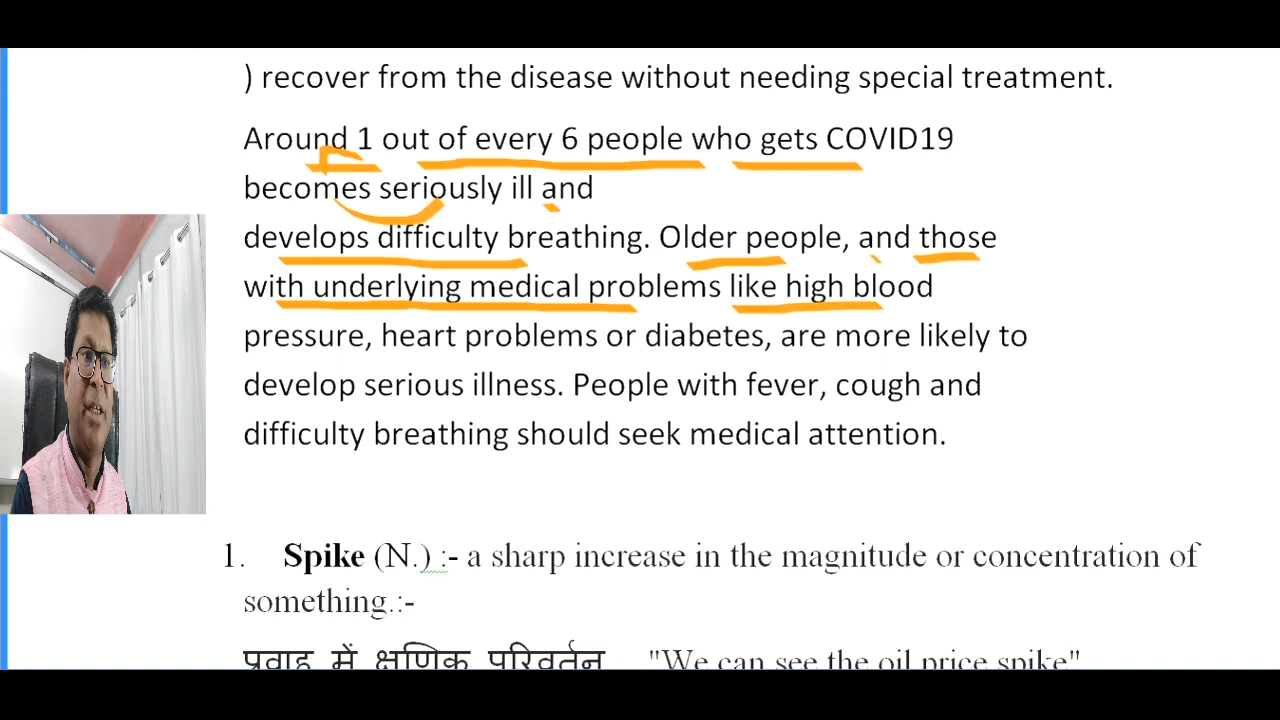 ) recover from the disease without needing special treatment.
Around 1 out of every 6 people who gets COVID19
becomes seriously ill and
develops difficulty breathing. Older people, and those
with underlying medical problems like high blood
pressure, heart problems or diabetes, are more likely to
develop serious illness. People with fever, cough and
difficulty breathing should seek medical attention.
1. Spike (N.) :- a sharp increase in the magnitude or concentration of
something.:-
प्रवाह में क्षणिक परिवर्तन "We can see the oil price spike"